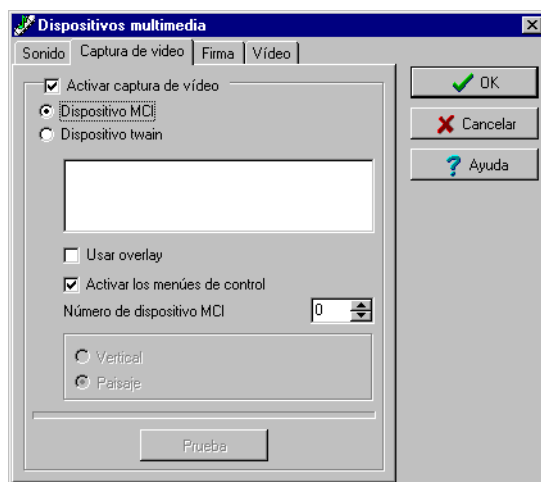 Dispositivos multimedia
Sonido Captura de video Firma Vídeo
Activar captura de vídeo
Dispositivo MCI
Dispositivo twain
Usar overlay
Activar los menúes de control
Número de dispositivo MCI 0
Vertical
Paisaje
Prueba
OK
Cancelar
Ayuda